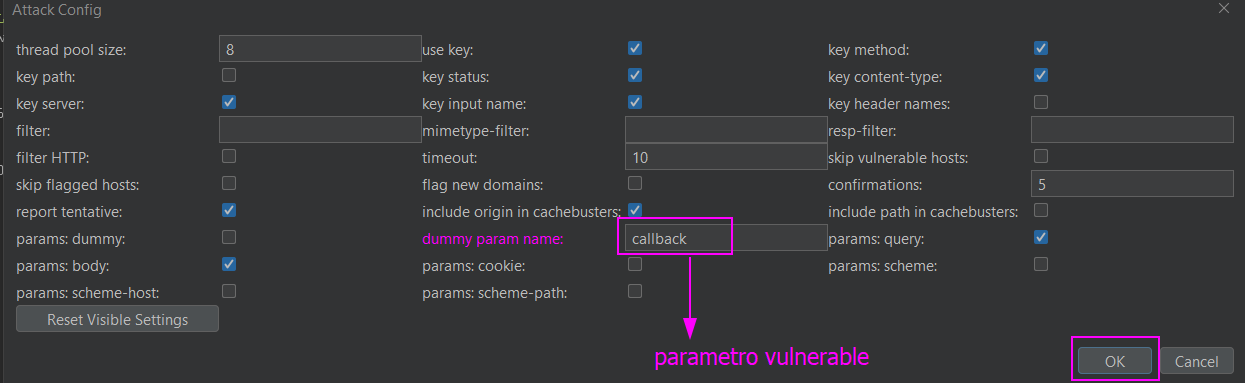 Attack Config
thread pool size: 8 use key: key method:
key path: key status: key content-type:
key server: key input name: key header names:
filter: mimetype-filter: resp-filter:
filter HTTP: timeout: 10 skip vulnerable hosts:
skip flagged hosts: flag new domains: confirmations: 5
report tentative: include origin in cachebusters: include path in cachebusters:
params: dummy: dummy param name: callback params: query:
params: body: params: cookie: params: scheme:
params: scheme-host: params: scheme-path:
Reset Visible Settings
parametro vulnerable
OK Cancel